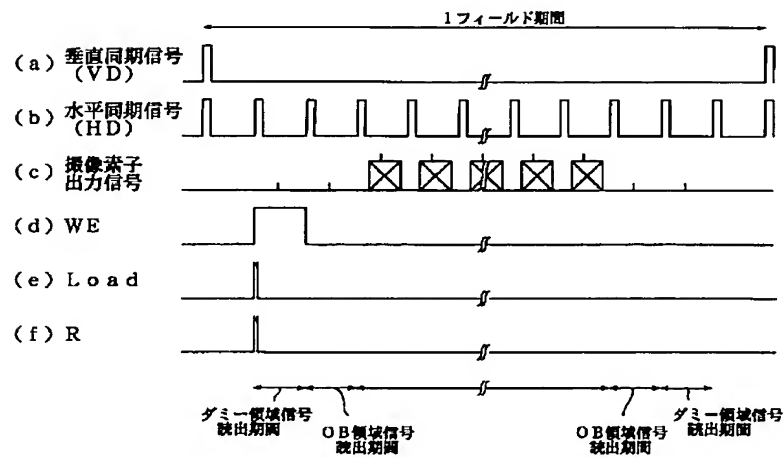 1フィールド期間
(a) 垂直同期信号
(VD)
(b) 水平同期信号
(HD)
(c) 撮像素子
出力信号
(d) WE
(e) Load
(f) R
ダミー領域信号
読出期間
OB領域信号
読出期間
OB領域信号
読出期間
ダミー領域信号
読出期間